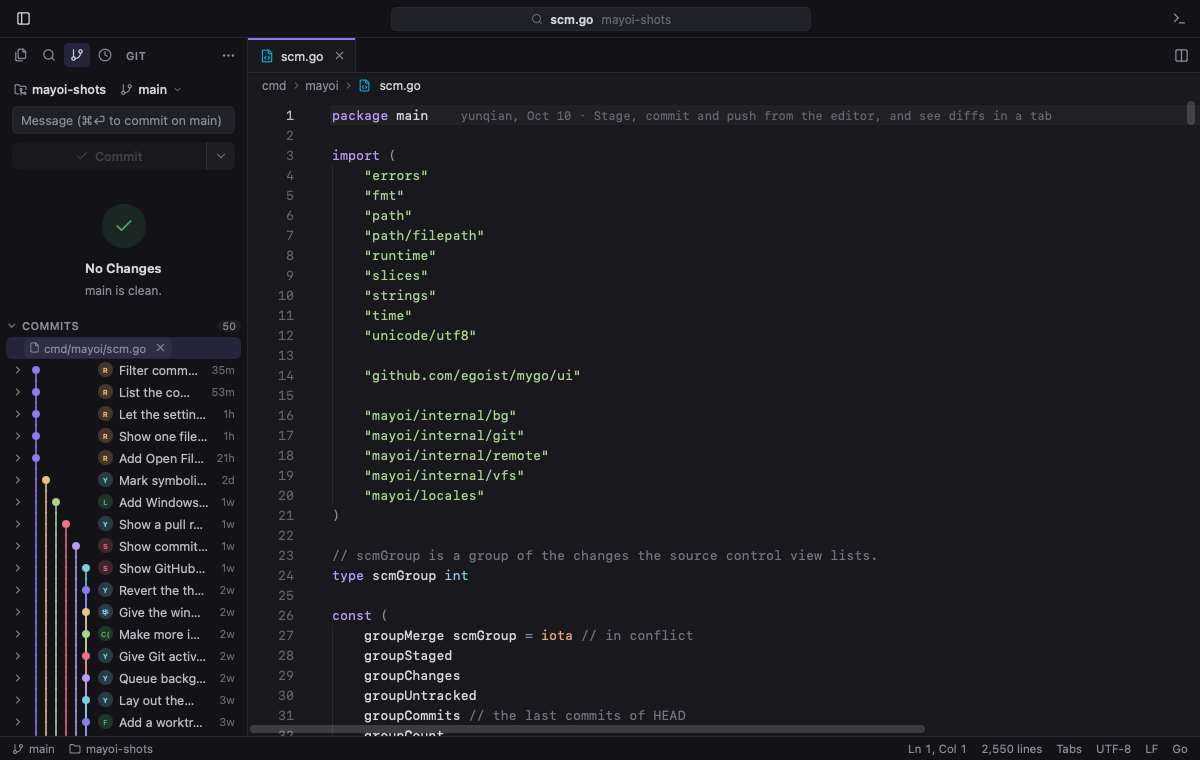 scm.go mayoi-shots
GIT
scm.go
mayoi-shots main
cmd mayoi scm.go
Message (⌘⏎ to commit on main)
Commit
No Changes
main is clean.
COMMITS 50
cmd/mayoi/scm.go
R Filter comm... 35m
R List the co... 53m
R Let the settin... 1h
R Show one file... 1h
R Add Open Fil... 21h
Y Mark symboli... 2d
L Add Windows... 1w
Y Show a pull r... 1w
S Show commit... 1w
S Show GitHub... 1w
Y Revert the th... 2w
Give the win... 2w
Make more i... 2w
Y Give Git activ... 2w
Y Queue backg... 2w
Y Lay out the... 3w
F Add a worktr... 3w
1 package main yunqian, Oct 10 · Stage, commit and push from the editor, and see diffs in a tab
2
3 import (
4 "errors"
5 "fmt"
6 "path"
7 "path/filepath"
8 "runtime"
9 "slices"
10 "strings"
11 "time"
12 "unicode/utf8"
13
14 "github.com/egoist/mygo/ui"
15
16 "mayoi/internal/bg"
17 "mayoi/internal/git"
18 "mayoi/internal/remote"
19 "mayoi/internal/vfs"
20 "mayoi/locales"
21 )
22
23 // scmGroup is a group of the changes the source control view lists.
24 type scmGroup int
25
26 const (
27 groupMerge scmGroup = iota // in conflict
28 groupStaged
29 groupChanges
30 groupUntracked
31 groupCommits // the last commits of HEAD
32 groupCount
main mayoi-shots
Ln 1, Col 1 2,550 lines Tabs UTF-8 LF Go